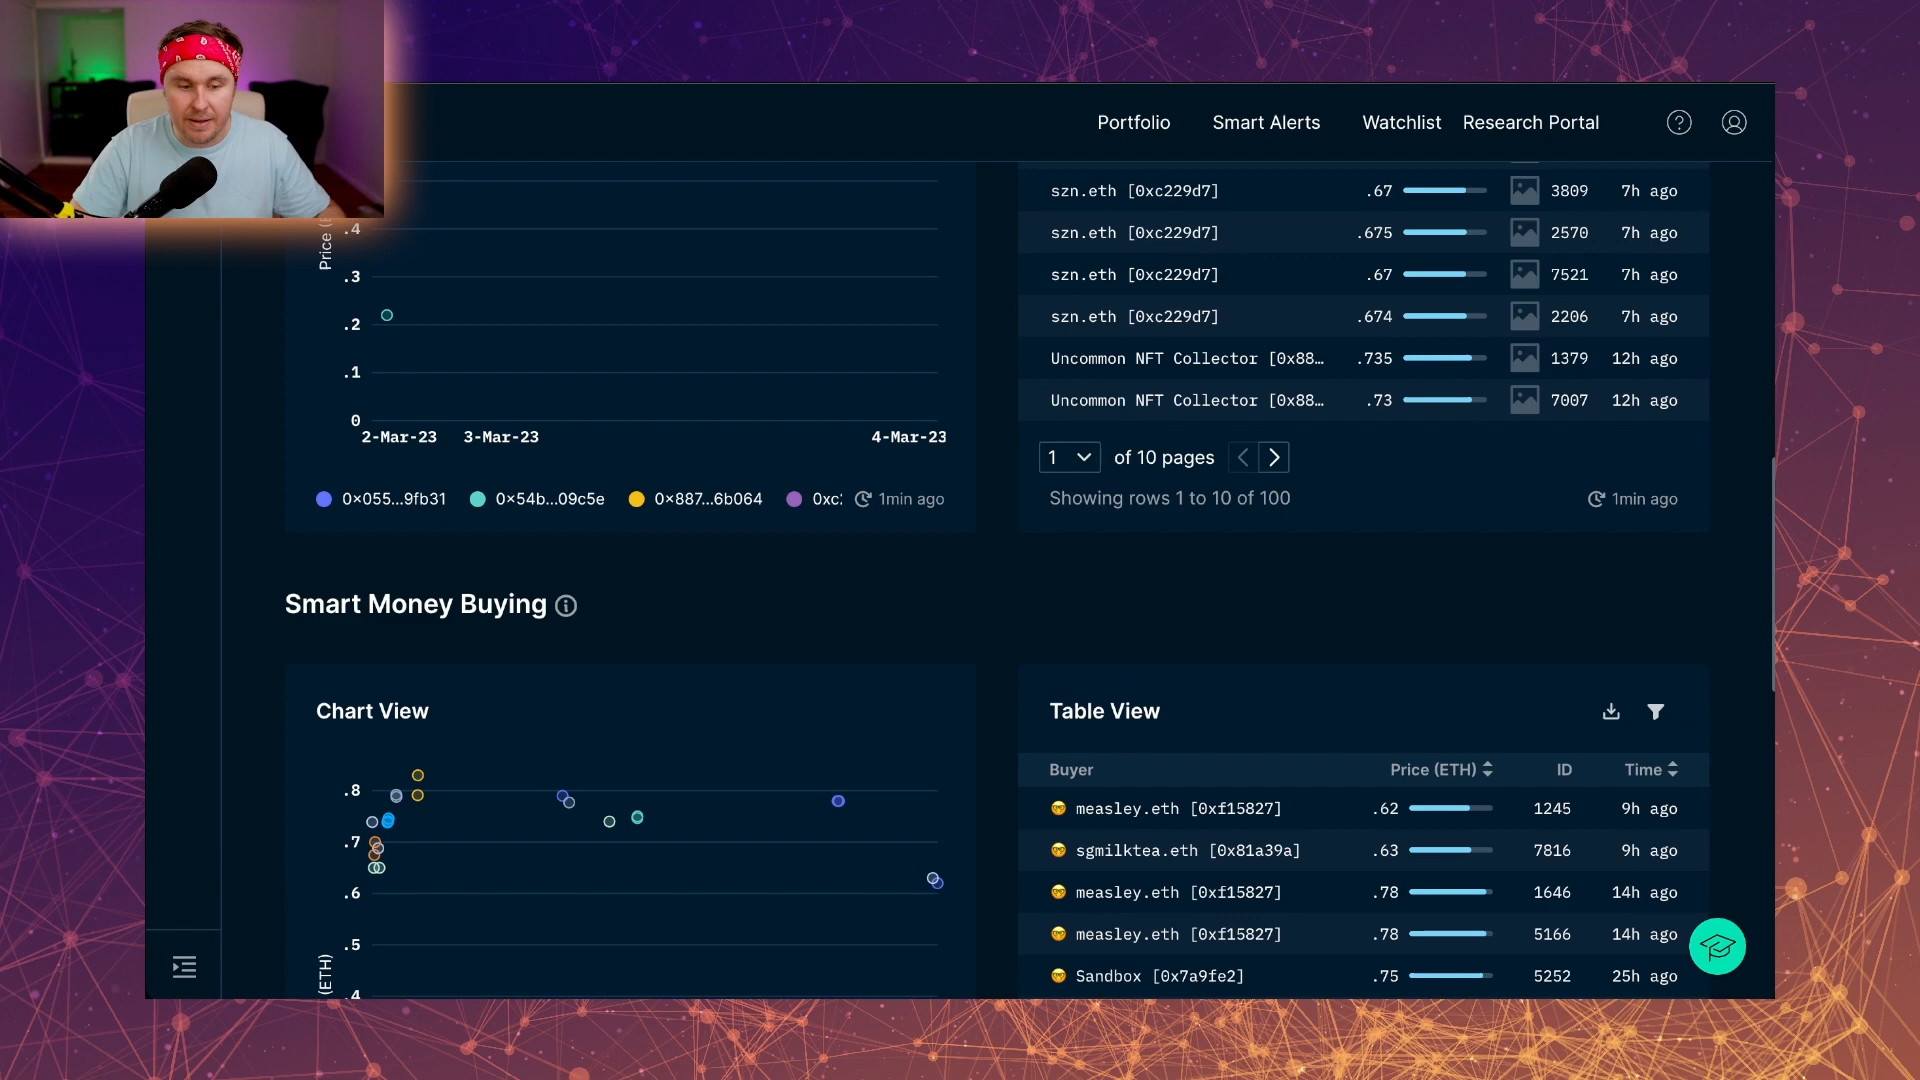 Portfolio Smart Alerts Watchlist Research Portal
.4
.3
.2
.1
0
2-Mar-23 3-Mar-23 4-Mar-23
0×055...9fb31 0×54b...09c5e 0×887...6b064 0xc: 1min ago
szn.eth [0xc229d7] .67 3809 7h ago
szn.eth [0xc229d7] .675 2570 7h ago
szn.eth [0xc229d7] .67 7521 7h ago
szn.eth [0xc229d7] .674 2206 7h ago
Uncommon NFT Collector [0x88… .735 1379 12h ago
Uncommon NFT Collector [0x88… .73 7007 12h ago
1 of 10 pages
Showing rows 1 to 10 of 100 1min ago
Price (E
Smart Money Buying
Chart View
.8
.7
.6
.5
.4
(ETH)
Table View
Buyer Price (ETH) ID Time
measley.eth [0xf15827] .62 1245 9h ago
sgmilktea.eth [0x81a39a] .63 7816 9h ago
measley.eth [0xf15827] .78 1646 14h ago
measley.eth [0xf15827] .78 5166 14h ago
Sandbox [0x7a9fe2] .75 5252 25h ago